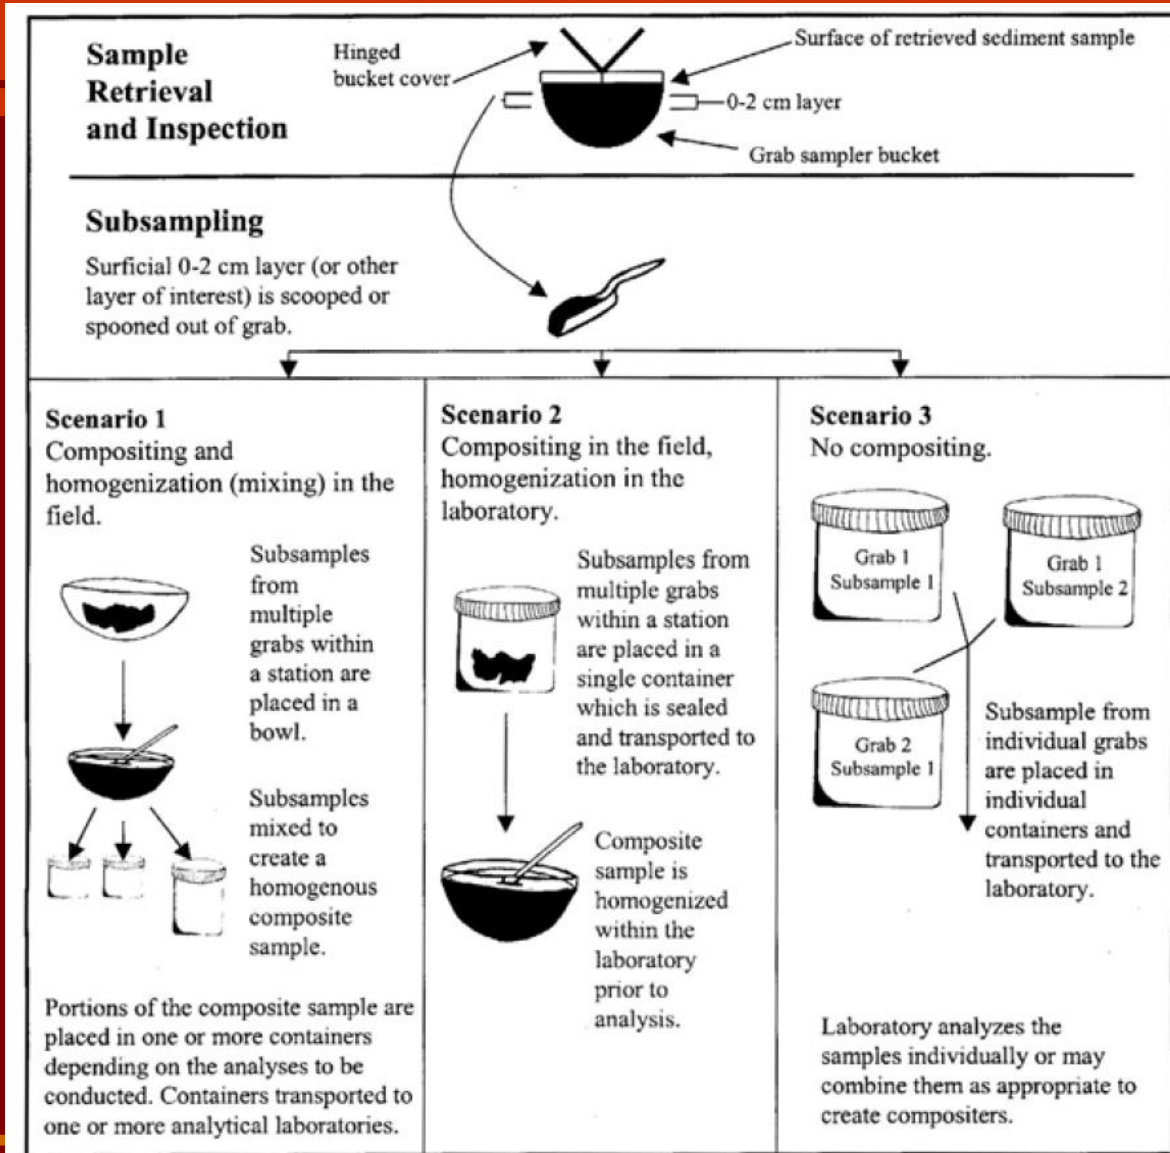 Sample
Retrieval
and Inspection
Hinged
bucket cover
Surface of retrieved sediment sample
0-2 cm layer
Grab sampler bucket
Subsampling
Surficial 0-2 cm layer (or other
layer of interest) is scooped or
spooned out of grab.
Scenario 1
Compositing and
homogenization (mixing) in the
field.
Subsamples
from
multiple
grabs within
a station are
placed in a
bowl.
Subsamples
mixed to
create a
homogenous
composite
sample.
Portions of the composite sample are
placed in one or more containers
depending on the analyses to be
conducted. Containers transported to
one or more analytical laboratories.
Scenario 2
Compositing in the field,
homogenization in the
laboratory.
Subsamples from
multiple grabs
within a station
are placed in a
single container
which is sealed
and transported to
the laboratory.
Composite
sample is
homogenized
within the
laboratory
prior to
analysis.
Scenario 3
No compositing.
Grab 1
Subsample 1
Grab 1
Subsample 2
Grab 2
Subsample 1
Subsample from
individual grabs
are placed in
individual
containers and
transported to the
laboratory.
Laboratory analyzes the
samples individually or may
combine them as appropriate to
create compositers.